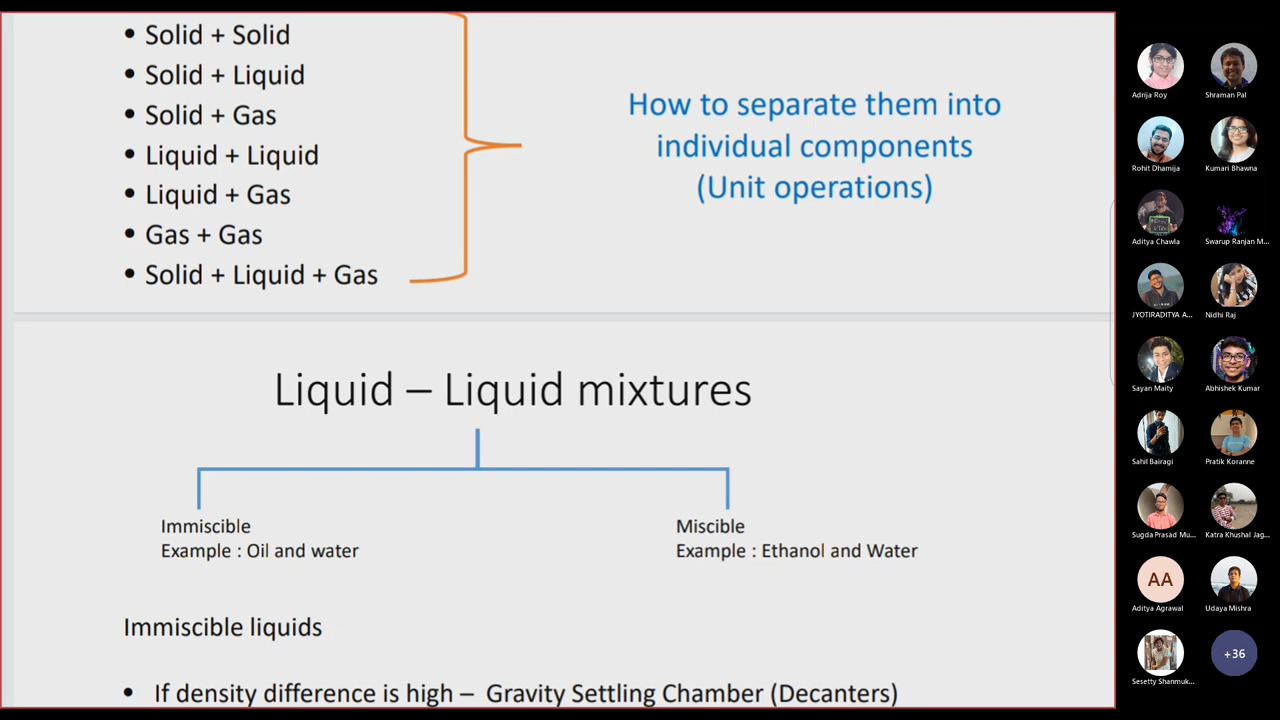 • Solid + Solid
• Solid + Liquid
• Solid + Gas
• Liquid + Liquid
• Liquid + Gas
• Gas + Gas
• Solid + Liquid + Gas
How to separate them into
individual components
(Unit operations)
Liquid – Liquid mixtures
Immiscible
Example : Oil and water
Miscible
Example : Ethanol and Water
Immiscible liquids
• If density difference is high – Gravity Settling Chamber (Decanters)
Adrija Roy
Shraman Pal
Rohit Dhamija
Kumari Bhawna
Aditya Chawla
Swarup Ranjan M...
JYOTIRADITYA A...
Nidhi Raj
Sayan Maity
Abhishek Kumar
Sahil Bairagi
Pratik Koranne
Sugda Prasad Mu...
Katra Khushal Jag...
AA
Aditya Agrawal
Udaya Mishra
Sesetty Shanmuk...
+36